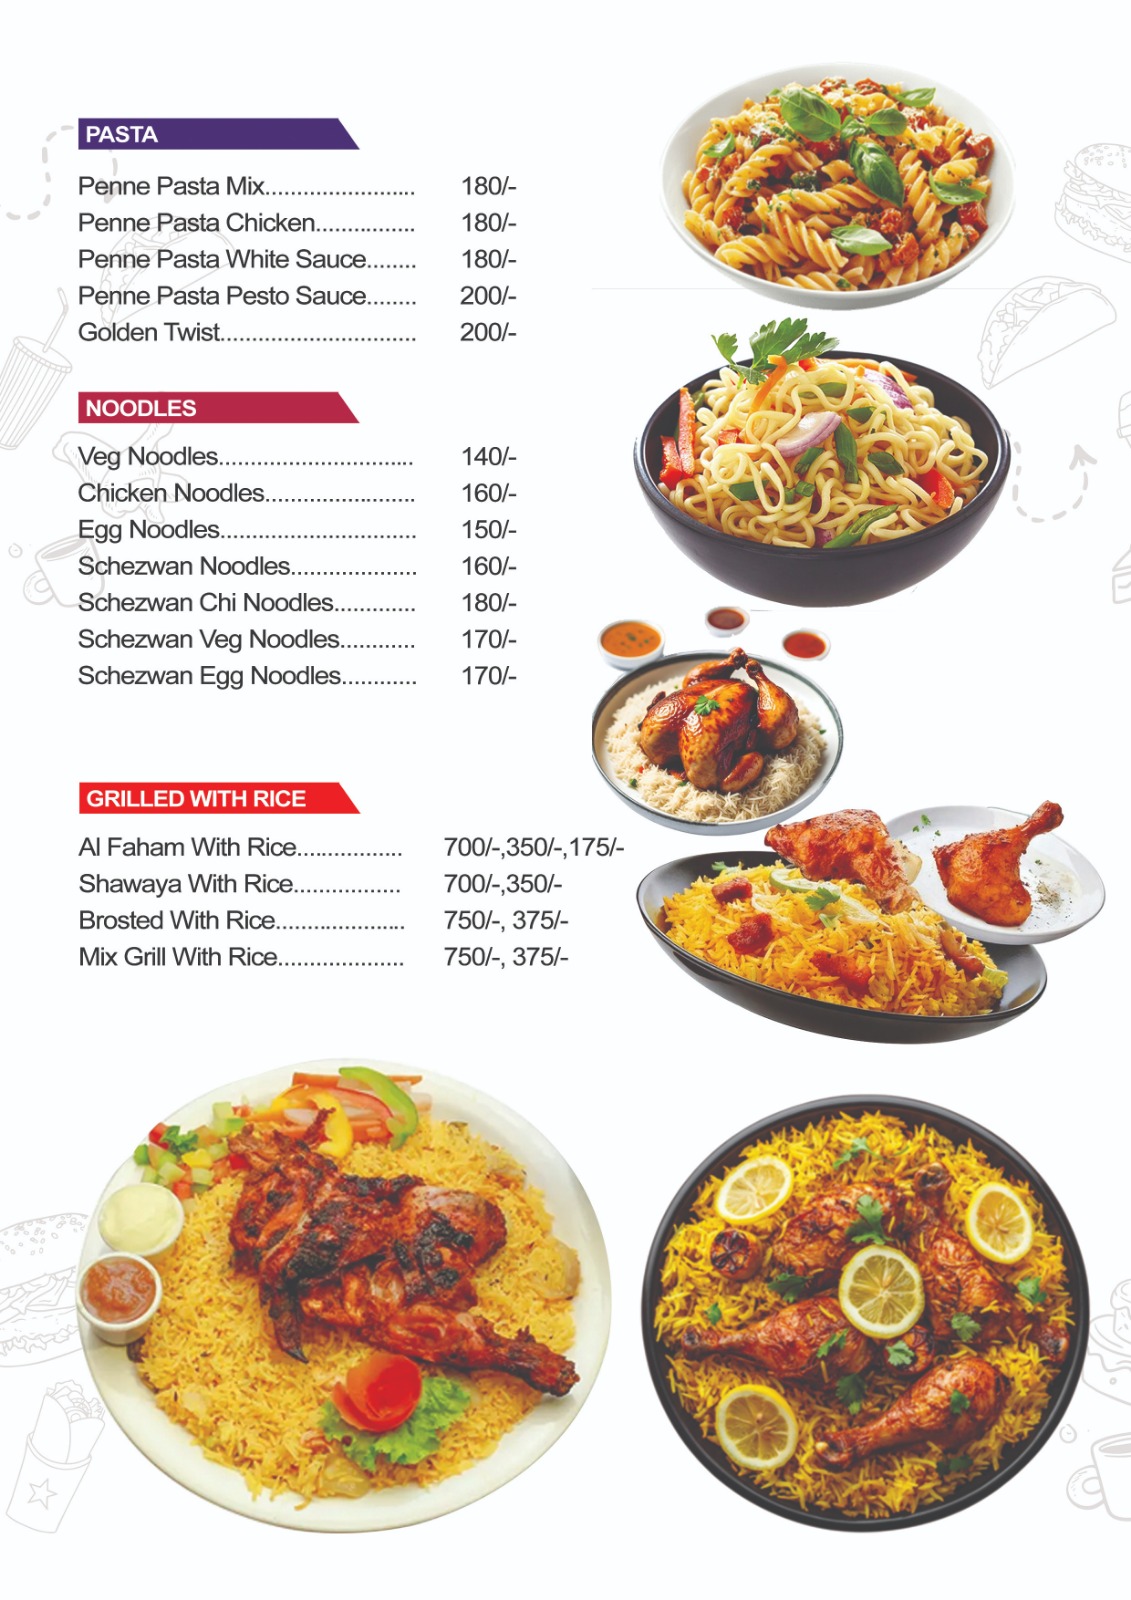 PASTA
Penne Pasta Mix........................ 180/-
Penne Pasta Chicken................ 180/-
Penne Pasta White Sauce........ 180/-
Penne Pasta Pesto Sauce........ 200/-
Golden Twist............................... 200/-
NOODLES
Veg Noodles............................... 140/-
Chicken Noodles........................ 160/-
Egg Noodles............................... 150/-
Schezwan Noodles.................... 160/-
Schezwan Chi Noodles............. 180/-
Schezwan Veg Noodles............ 170/-
Schezwan Egg Noodles............ 170/-
GRILLED WITH RICE
Al Faham With Rice................. 700/-,350/-,175/-
Shawaya With Rice................. 700/-,350/-
Brosted With Rice..................... 750/-, 375/-
Mix Grill With Rice.................... 750/-, 375/-